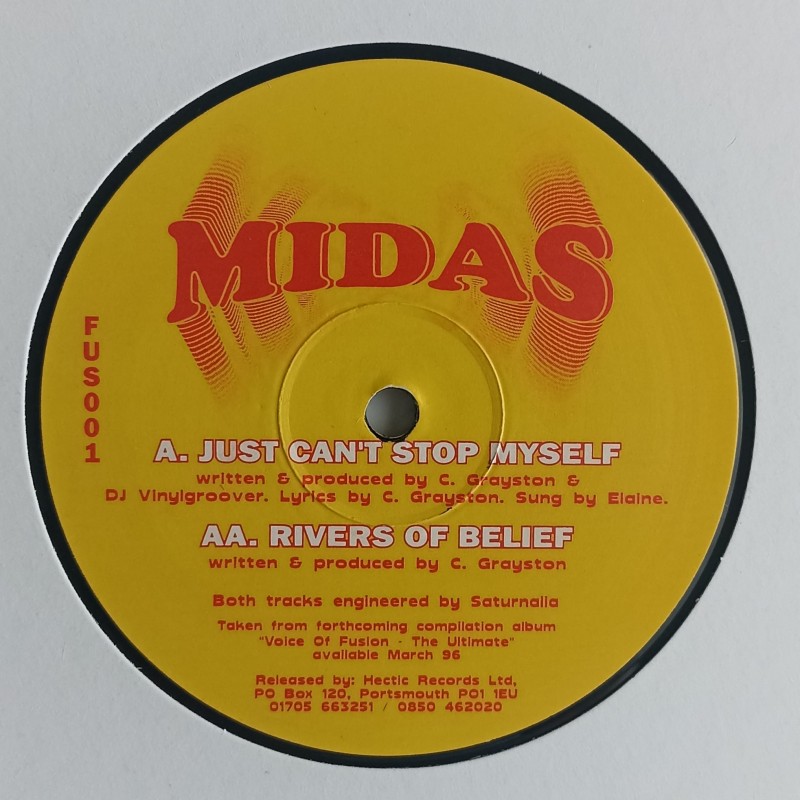 MIDAS
FUS001
A. JUST CAN'T STOP MYSELF
written & produced by C. Grayston &
DJ Vinylgroover. Lyrics by C. Grayston. Sung by Elaine.
AA. RIVERS OF BELIEF
written & produced by C. Grayston
Both tracks engineered by Saturnalia
Taken from forthcoming compilation album
"Voice Of Fusion - The Ultimate"
available March 96
Released by: Hectic Records Ltd,
PO Box 120, Portsmouth PO1 1EU
01705 663251 / 0850 462020